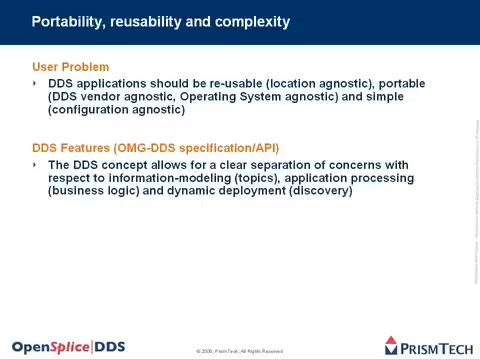 Portability, reusability and complexity
User Problem
DDS applications should be re-usable (location agnostic), portable
(DDS vendor agnostic, Operating System agnostic) and simple
(configuration agnostic)
DDS Features (OMG-DDS specification/API)
The DDS concept allows for a clear separation of concerns with
respect to information-modeling (topics), application processing
(business logic) and dynamic deployment (discovery)
OpenSplice|DDS
© 2008, PrismTech, All Rights Reserved
PRISMTECH